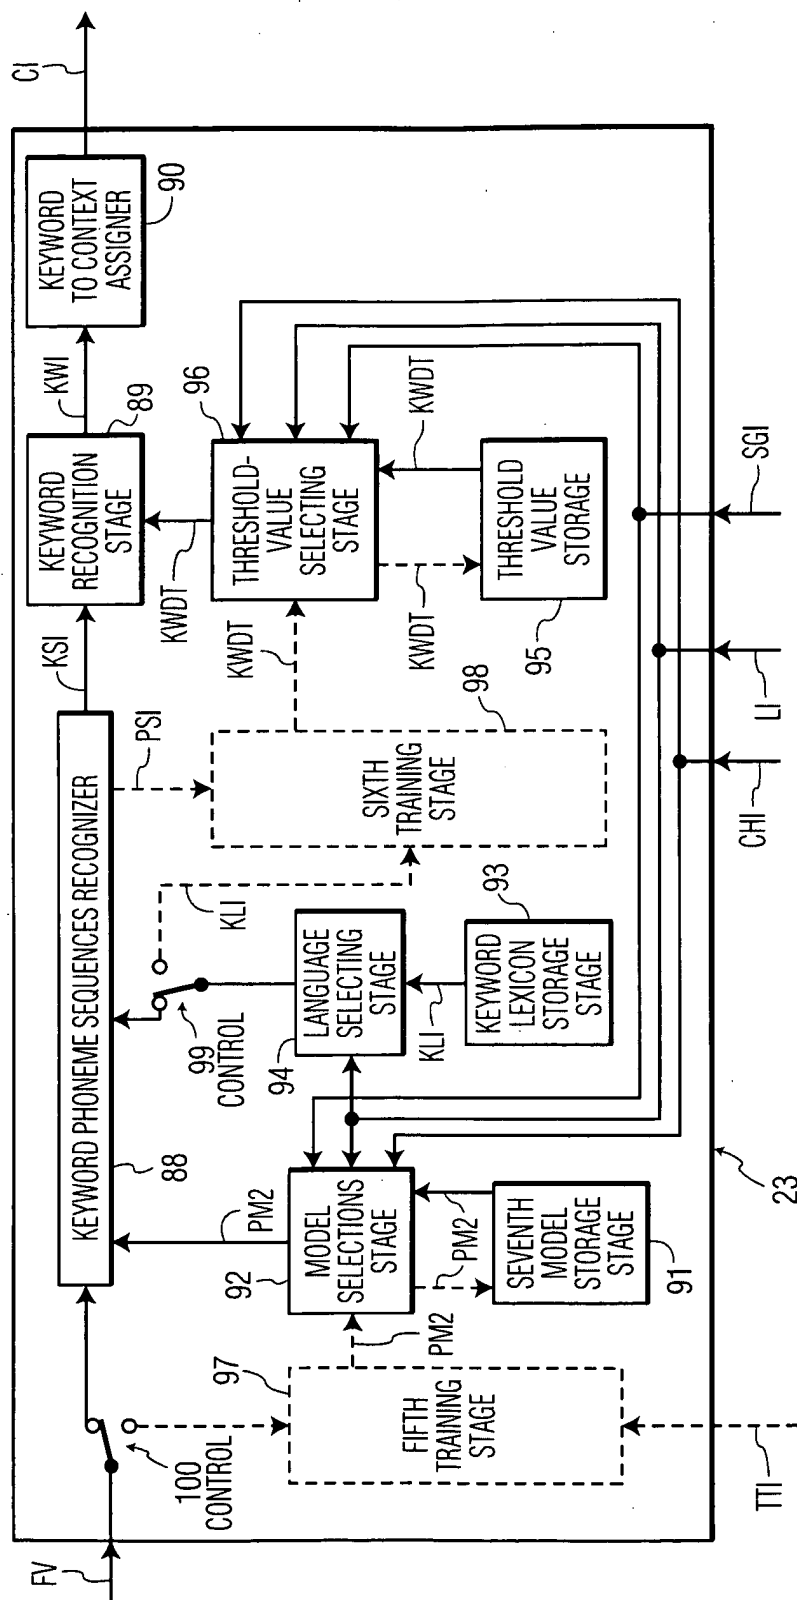 FV
100
CONTROL
KEYWORD PHONEME SEQUENCES RECOGNIZER
88
KSI
KEYWORD
RECOGNITION
STAGE
89
KWI
KEYWORD
TO CONTEXT
ASSIGNER
90
CI
97
FIFTH
TRAINING
STAGE
TTI
PM2
PM2
92
MODEL
SELECTIONS
STAGE
PM2
PM2
SEVENTH
MODEL
STORAGE
STAGE
91
99
CONTROL
94
LANGUAGE
SELECTING
STAGE
KLI
KEYWORD
LEXICON
STORAGE
STAGE
93
KLI
PSI
SIXTH
TRAINING
STAGE
98
KWDT
KWDT
THRESHOLD-
VALUE
SELECTING
STAGE
96
KWDT
KWDT
THRESHOLD
VALUE
STORAGE
95
23
CHI
LI
SGI